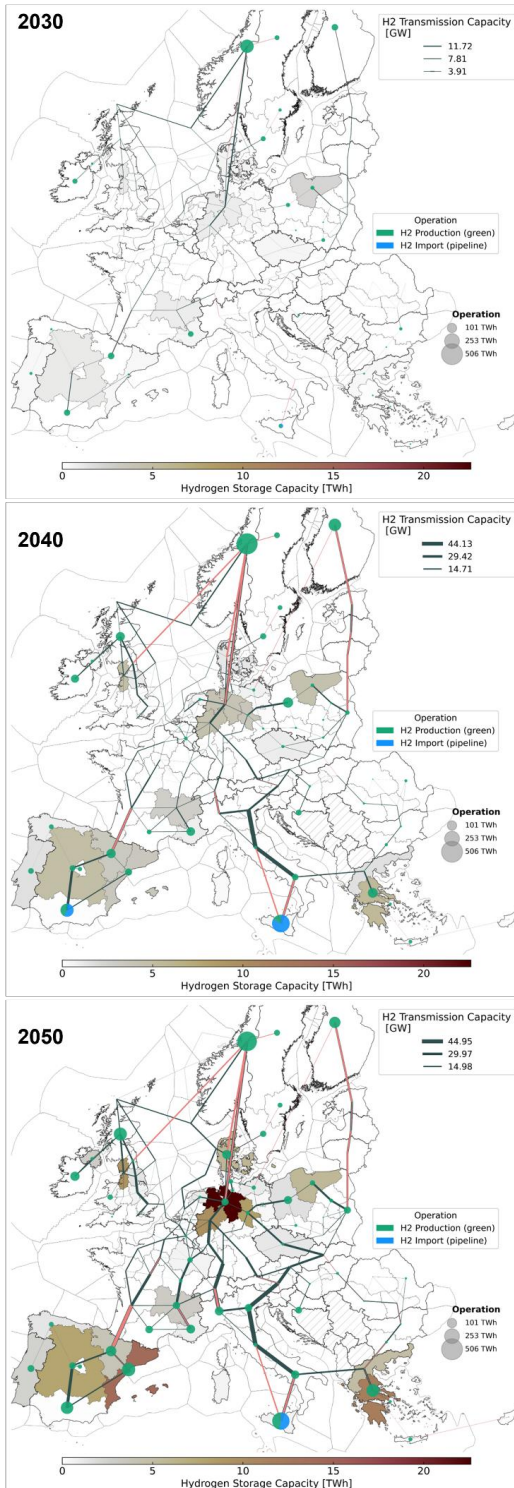 2030
H2 Transmission Capacity
[GW]
11.72
7.81
3.91
Operation
H2 Production (green)
H2 Import (pipeline)
Operation
101 TWh
253 TWh
506 TWh
0 5 10 15 20
Hydrogen Storage Capacity [TWh]
2040
H2 Transmission Capacity
[GW]
44.13
29.42
14.71
Operation
H2 Production (green)
H2 Import (pipeline)
Operation
101 TWh
253 TWh
506 TWh
0 5 10 15 20
Hydrogen Storage Capacity [TWh]
2050
H2 Transmission Capacity
[GW]
44.95
29.97
14.98
Operation
H2 Production (green)
H2 Import (pipeline)
Operation
101 TWh
253 TWh
506 TWh
0 5 10 15 20
Hydrogen Storage Capacity [TWh]